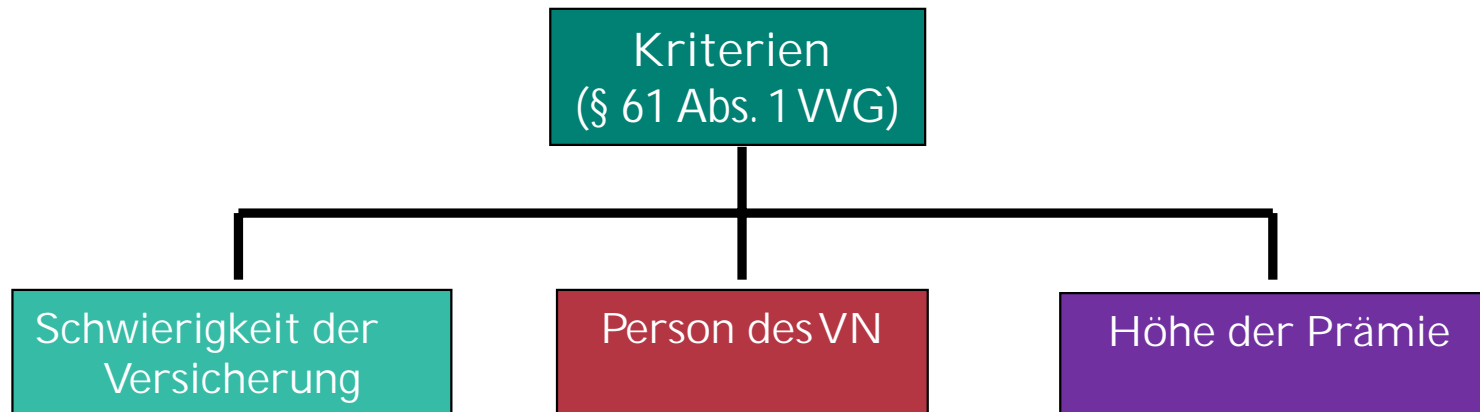 Kriterien
(§ 61 Abs. 1 VVG)
Schwierigkeit der
Versicherung
Person des VN
Höhe der Prämie